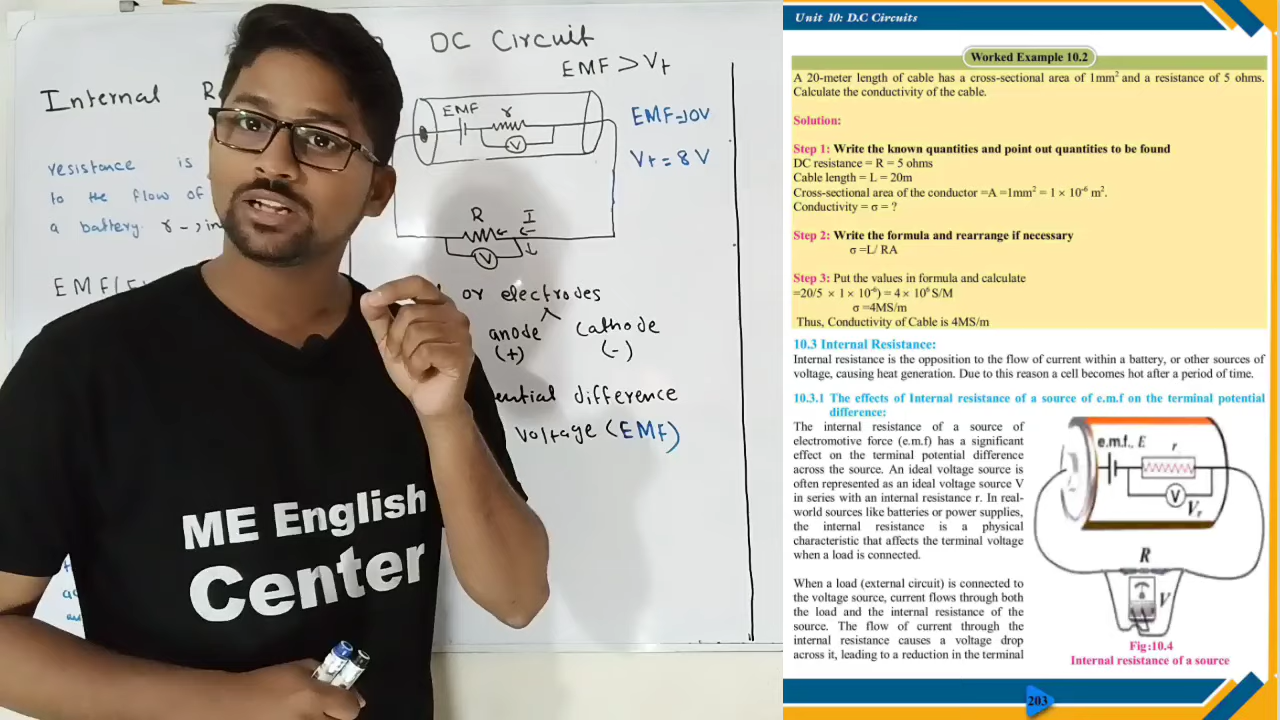 DC Circuit
EMF > Vt
Internal R
EMF
r
V
EMF=10V
Vt = 8 V
resistance is
to the flow of
a battery. r → in
R
I
V
EMF/
or electrodes
anode
cathode
(+)
(-)
ential difference
voltage (EMF)
ME English
Center
Unit 10: D.C Circuits
Worked Example 10.2
A 20-meter length of cable has a cross-sectional area of 1mm² and a resistance of 5 ohms.
Calculate the conductivity of the cable.
Solution:
Step 1: Write the known quantities and point out quantities to be found
DC resistance = R = 5 ohms
Cable length = L = 20m
Cross-sectional area of the conductor =A =1mm² = 1 × 10⁻⁶ m².
Conductivity = σ = ?
Step 2: Write the formula and rearrange if necessary
σ =L/ RA
Step 3: Put the values in formula and calculate
=20/5 × 1 × 10⁻⁶) = 4 × 10⁶ S/M
σ =4MS/m
Thus, Conductivity of Cable is 4MS/m
10.3 Internal Resistance:
Internal resistance is the opposition to the flow of current within a battery, or other sources of
voltage, causing heat generation. Due to this reason a cell becomes hot after a period of time.
10.3.1 The effects of Internal resistance of a source of e.m.f on the terminal potential
difference:
The internal resistance of a source of
electromotive force (e.m.f) has a significant
effect on the terminal potential difference
across the source. An ideal voltage source is
often represented as an ideal voltage source V
in series with an internal resistance r. In real-
world sources like batteries or power supplies,
the internal resistance is a physical
characteristic that affects the terminal voltage
when a load is connected.
When a load (external circuit) is connected to
the voltage source, current flows through both
the load and the internal resistance of the
source. The flow of current through the
internal resistance causes a voltage drop
across it, leading to a reduction in the terminal
e.m.f., E
r
V
Vr
R
V
Fig:10.4
Internal resistance of a source
203